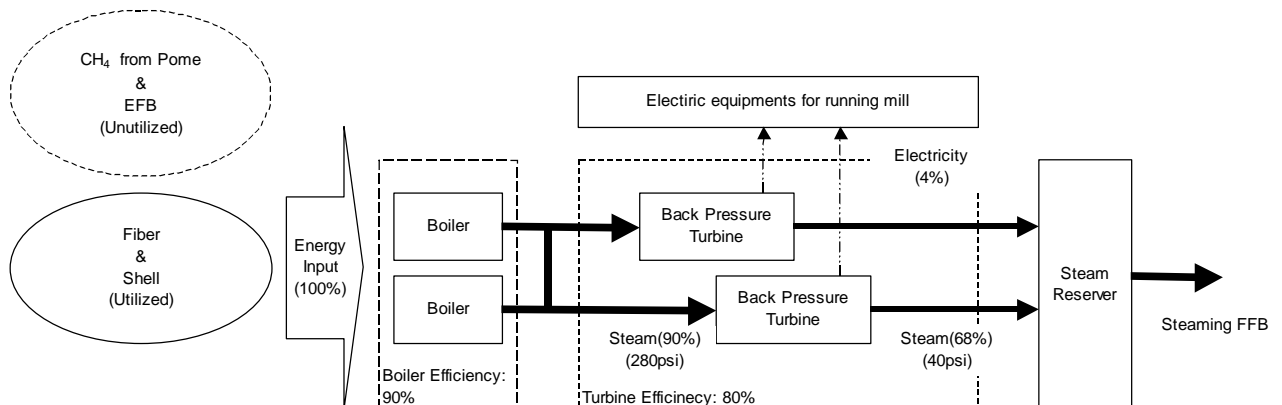 CH4 from Pome
&
EFB
(Unutilized)
Electiric equipments for running mill
Electricity
(4%)
Fiber
&
Shell
(Utilized)
Energy
Input
(100%)
Boiler
Back Pressure
Turbine
Steam
Reserver
Boiler
Back Pressure
Turbine
Steam(90%)
(280psi)
Steam(68%)
(40psi)
Steaming FFB
Boiler Efficiency:
90%
Turbine Efficinecy: 80%